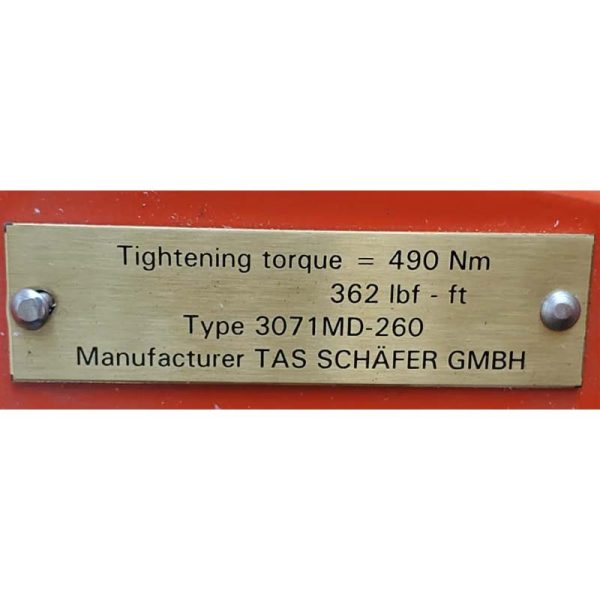 Tightening torque = 490 Nm
362 lbf - ft
Type 3071MD-260
Manufacturer TAS SCHÄFER GMBH